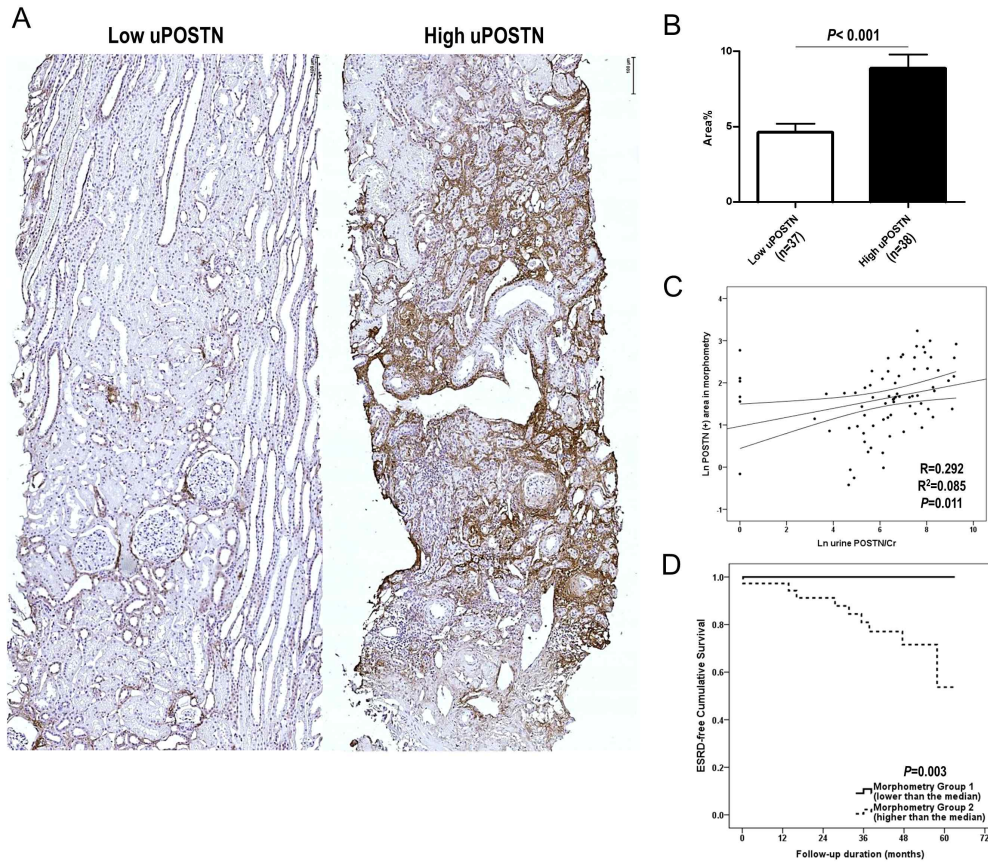 A
Low uPOSTN
High uPOSTN
100 µm
B
P< 0.001
10
5
0
Area%
Low uPOSTN
(n=37)
High uPOSTN
(n=38)
C
4
3
2
1
0
-1
Ln POSTN (+) area in morphometry
R=0.292
R²=0.085
P=0.011
0 2 4 6 8 10
Ln urine POSTN/Cr
D
1.0
0.8
0.6
0.4
0.2
0.0
ESRD-free Cumulative Survival
P=0.003
Morphometry Group 1
(lower than the median)
Morphometry Group 2
(higher than the median)
0 12 24 36 48 60 72
Follow-up duration (months)